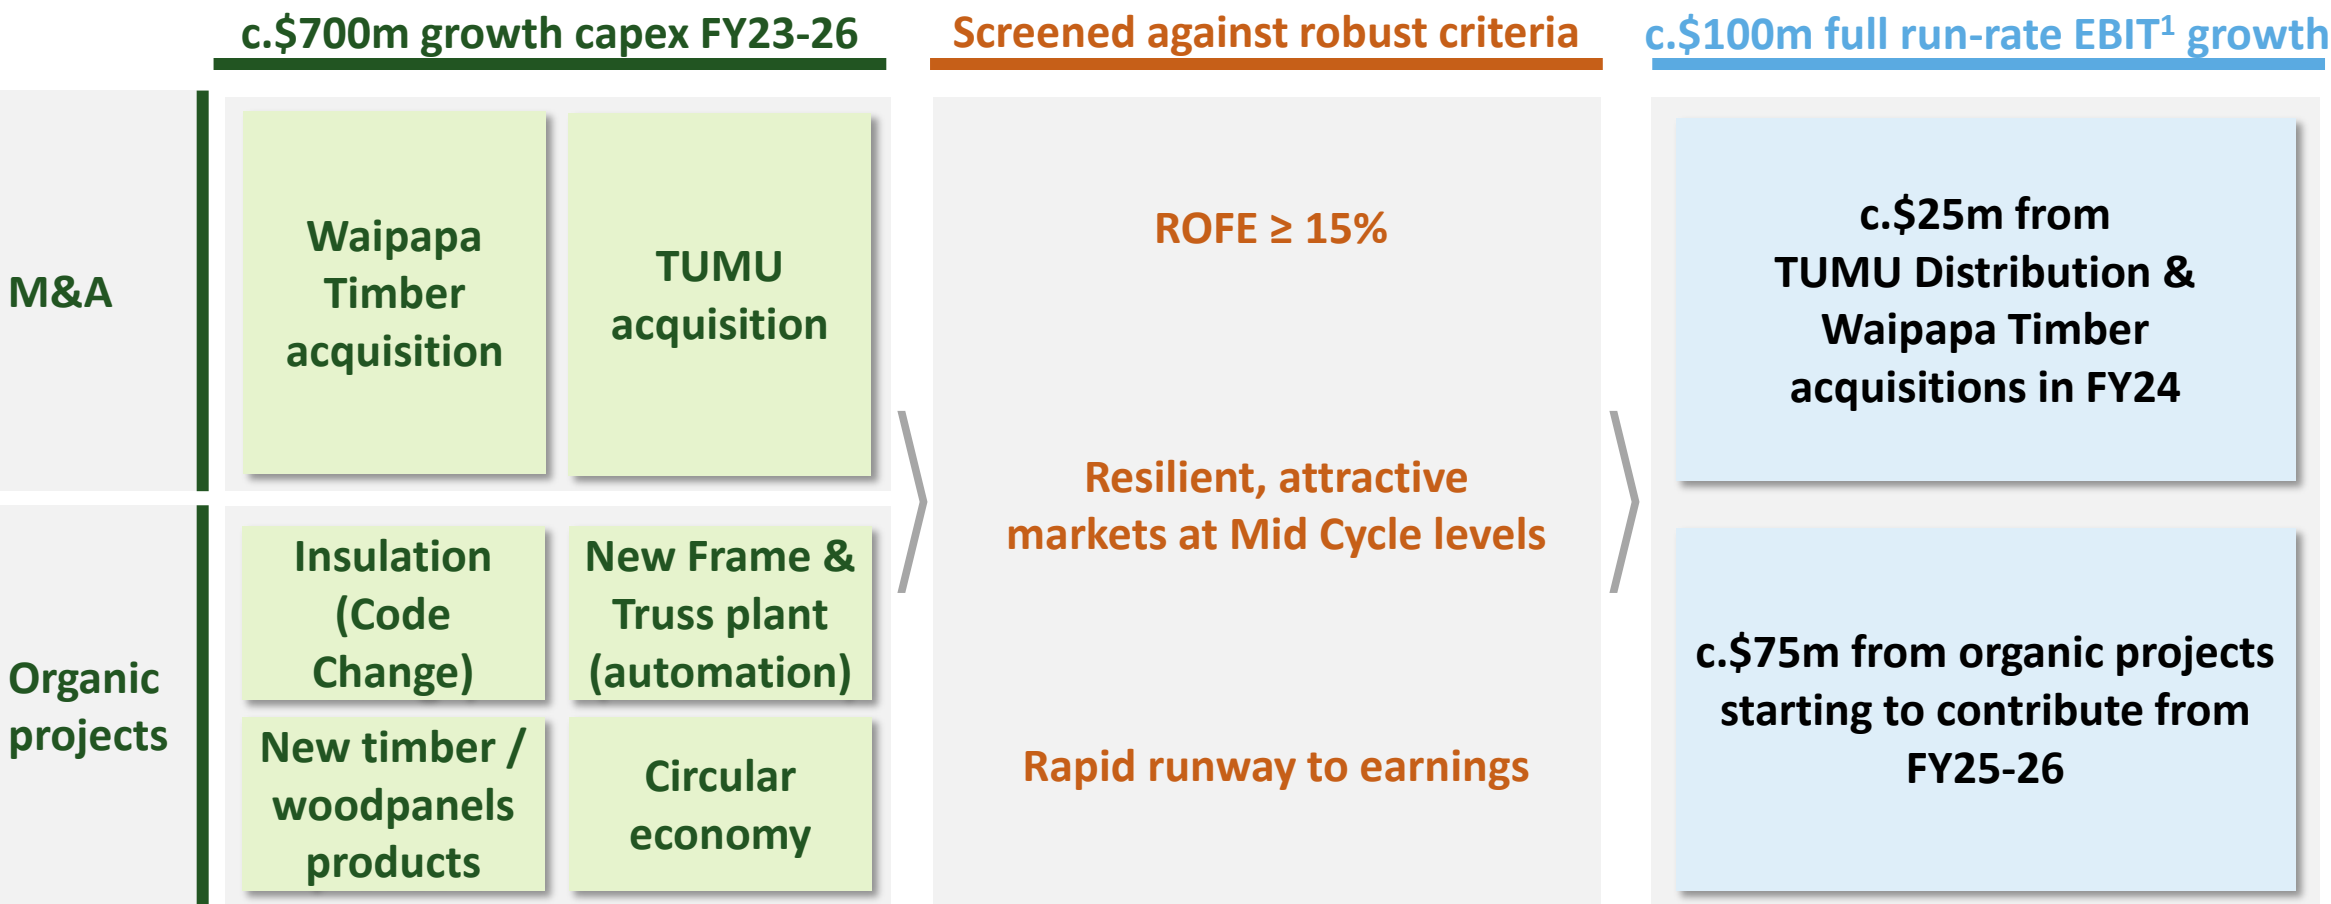 c.$700m growth capex FY23-26
Screened against robust criteria
c.$100m full run-rate EBIT¹ growth
M&A
Waipapa
Timber
acquisition
TUMU
acquisition
ROFE ≥ 15%
Resilient, attractive
markets at Mid Cycle levels
Rapid runway to earnings
c.$25m from
TUMU Distribution &
Waipapa Timber
acquisitions in FY24
Organic
projects
Insulation
(Code
Change)
New Frame &
Truss plant
(automation)
New timber /
woodpanels
products
Circular
economy
c.$75m from organic projects
starting to contribute from
FY25-26